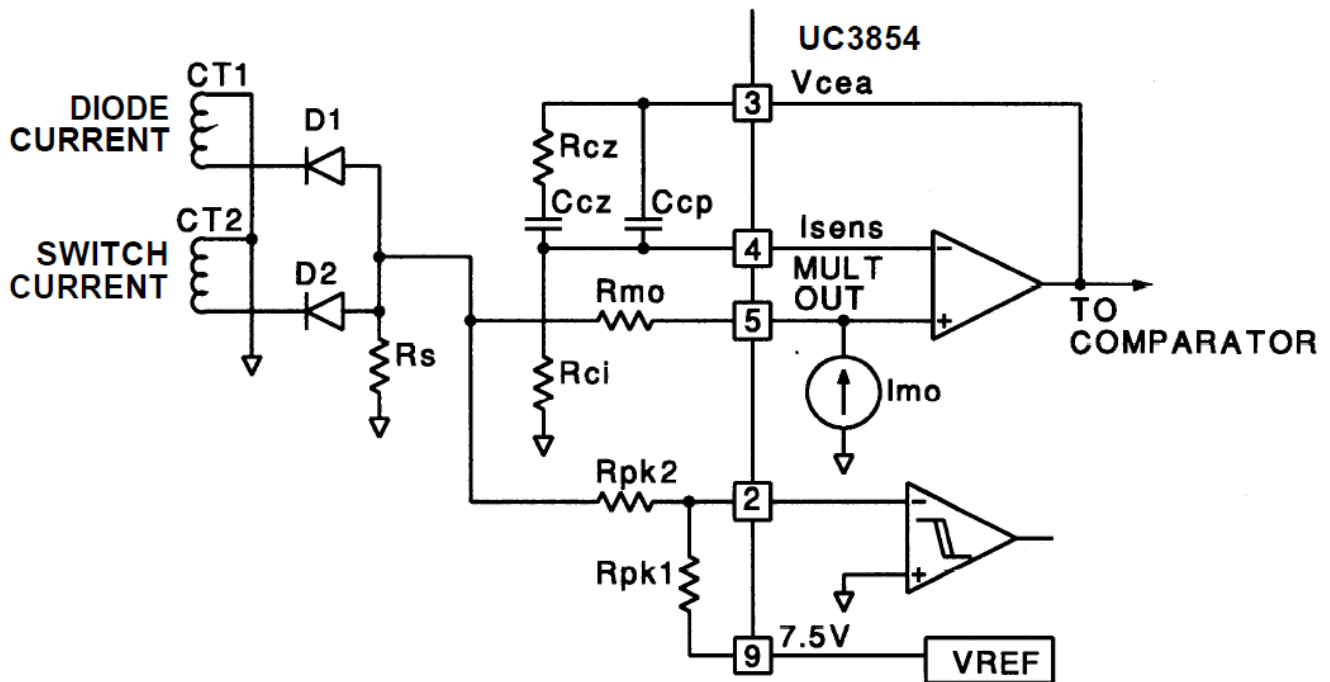 UC3854
CT1
DIODE
CURRENT
D1
3
Vcea
Rcz
Ccz
Ccp
CT2
SWITCH
CURRENT
D2
4
Isens
−
MULT
OUT
Rmo
5
+
TO
COMPARATOR
Rs
Rci
Imo
Rpk2
2
−
Rpk1
+
9
7.5V
VREF